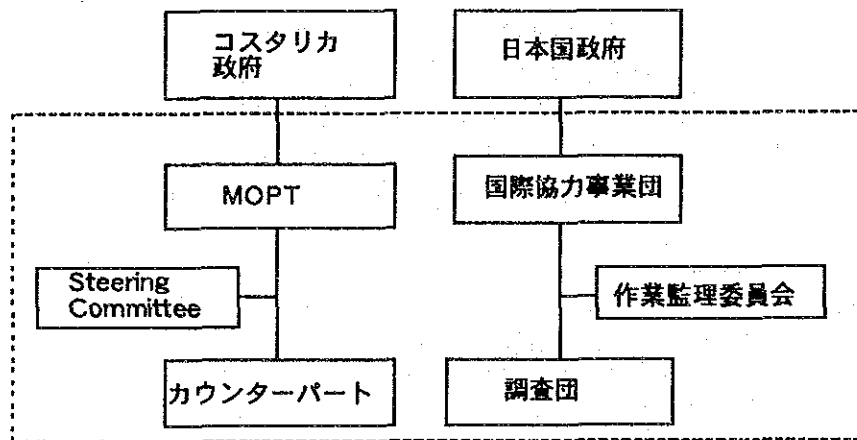 コスタリカ
政府
日本国政府
MOPT
国際協力事業団
Steering
Committee
作業監理委員会
カウンターパート
調査団